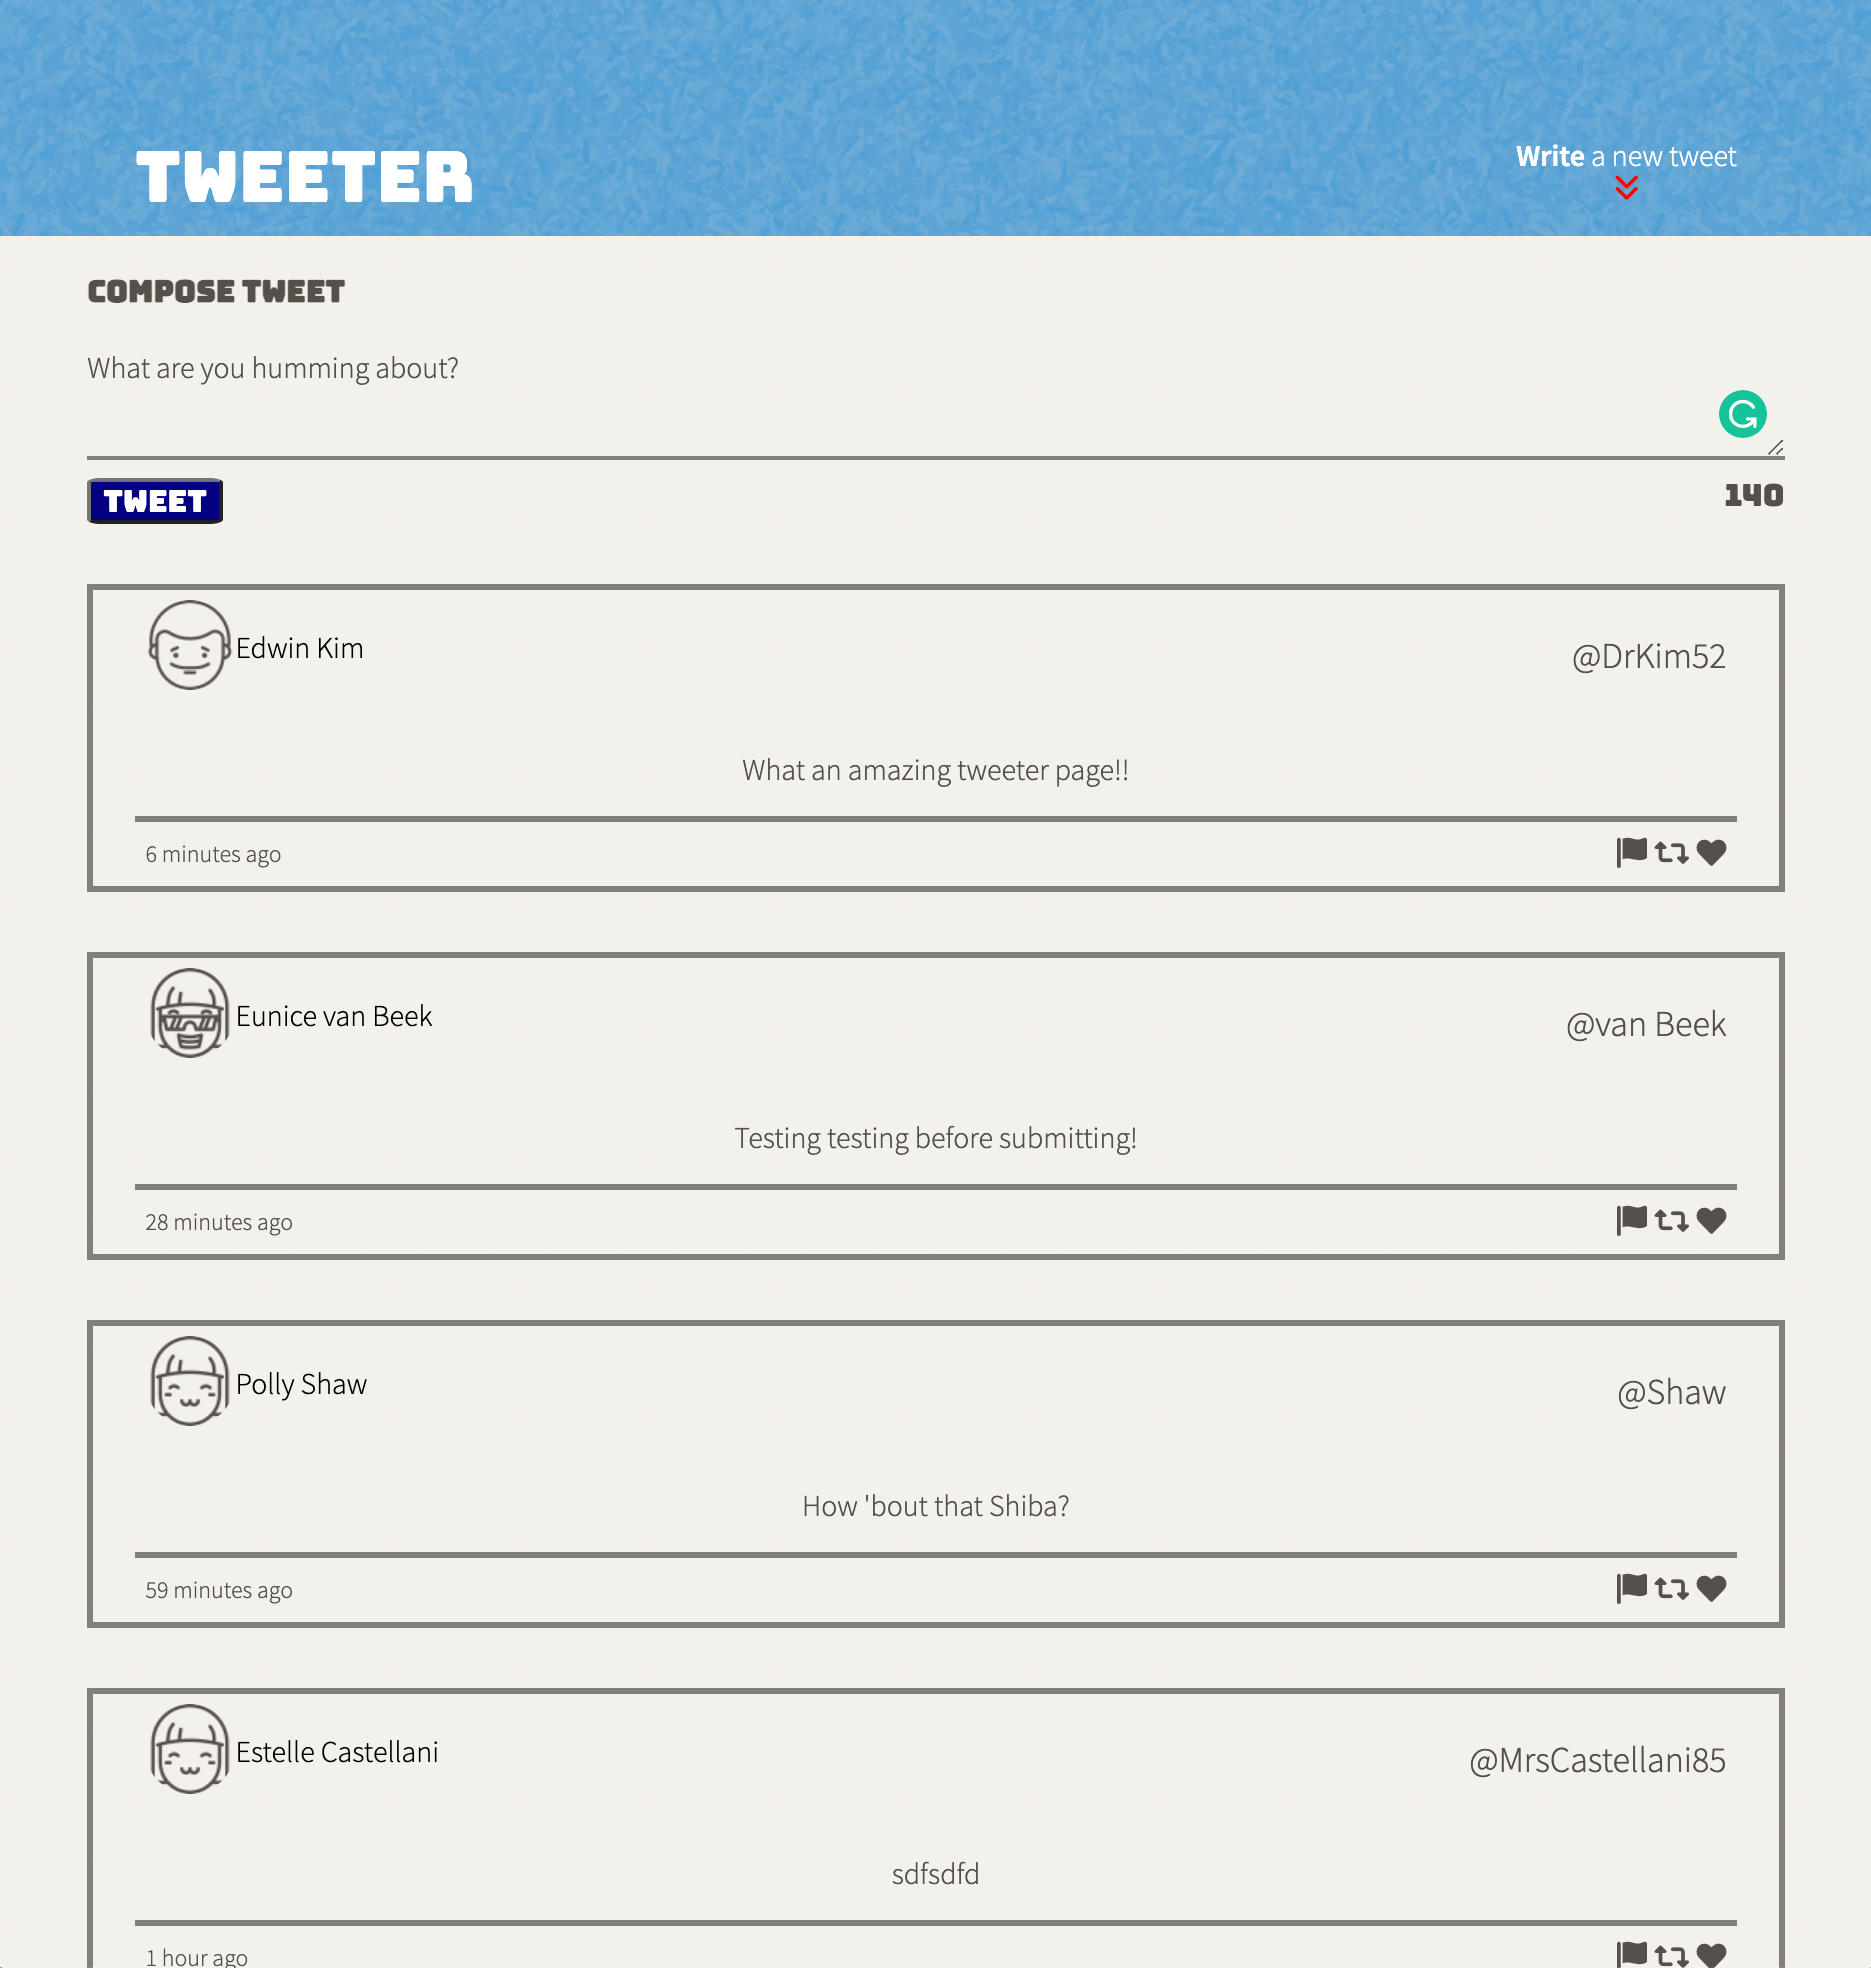 TWEETER
Write a new tweet
COMPOSE TWEET
What are you humming about?
TWEET
140
Edwin Kim
@DrKim52
What an amazing tweeter page!!
6 minutes ago
Eunice van Beek
@van Beek
Testing testing before submitting!
28 minutes ago
Polly Shaw
@Shaw
How 'bout that Shiba?
59 minutes ago
Estelle Castellani
@MrsCastellani85
sdfsdfd
1 hour ago